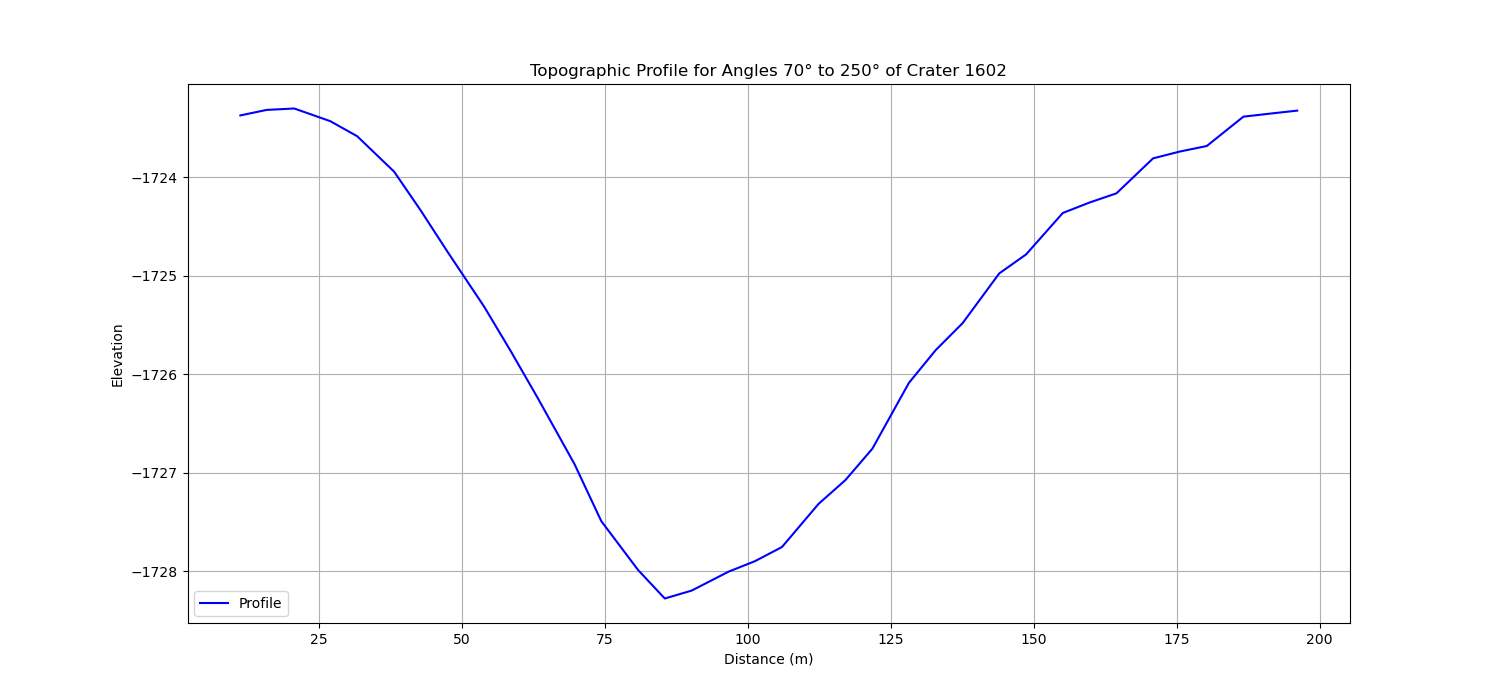 Topographic Profile for Angles 70° to 250° of Crater 1602
Elevation
−1724
−1725
−1726
−1727
−1728
Profile
25 50 75 100 125 150 175 200
Distance (m)